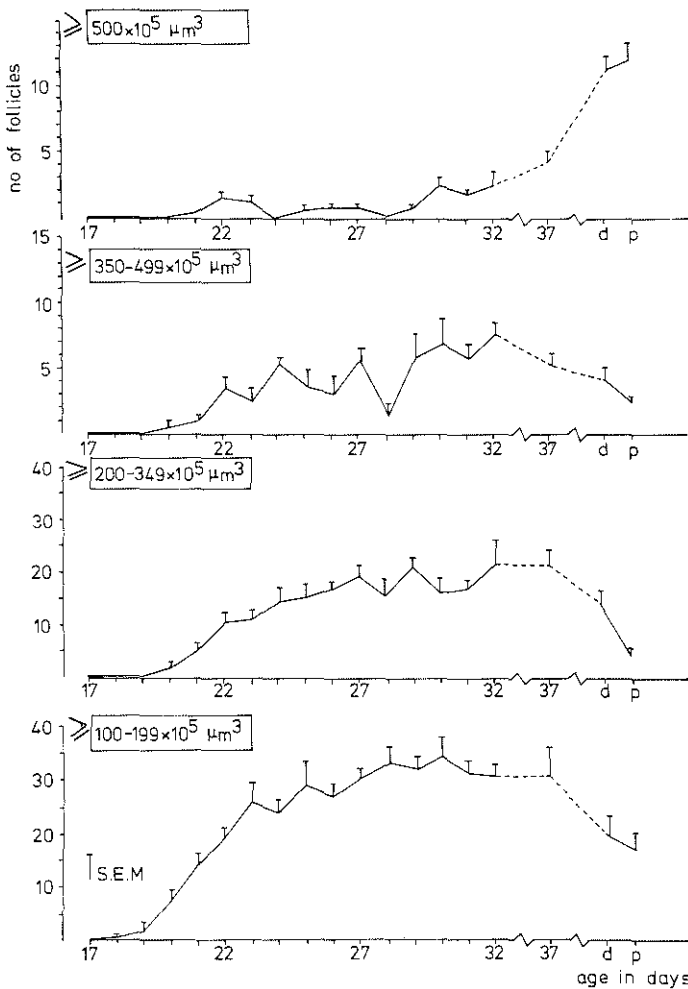 ⩾ 500×10⁵ μm³
no of follicles
10
5
17 22 27 32 37 d p
15
⩾ 350-499×10⁵ μm³
10
5
17 22 27 32 37 d p
40
⩾ 200-349×10⁵ μm³
30
20
10
17 22 27 32 37 d p
40
⩾ 100-199×10⁵ μm³
30
20
S.E.M
10
17 22 27 32 37 d p
age in days